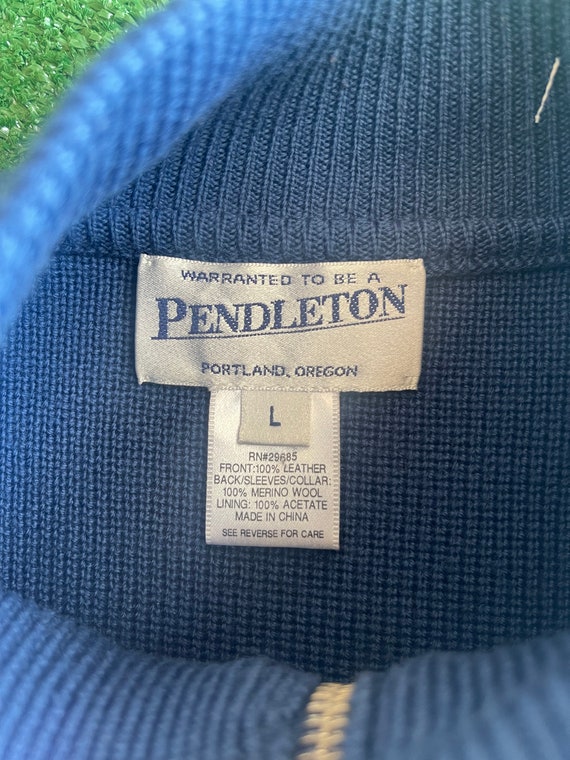 WARRANTED TO BE A
PENDLETON
PORTLAND, OREGON
L
RN#29685
FRONT:100% LEATHER
BACK/SLEEVES/COLLAR:
100% MERINO WOOL
LINING: 100% ACETATE
MADE IN CHINA
SEE REVERSE FOR CARE